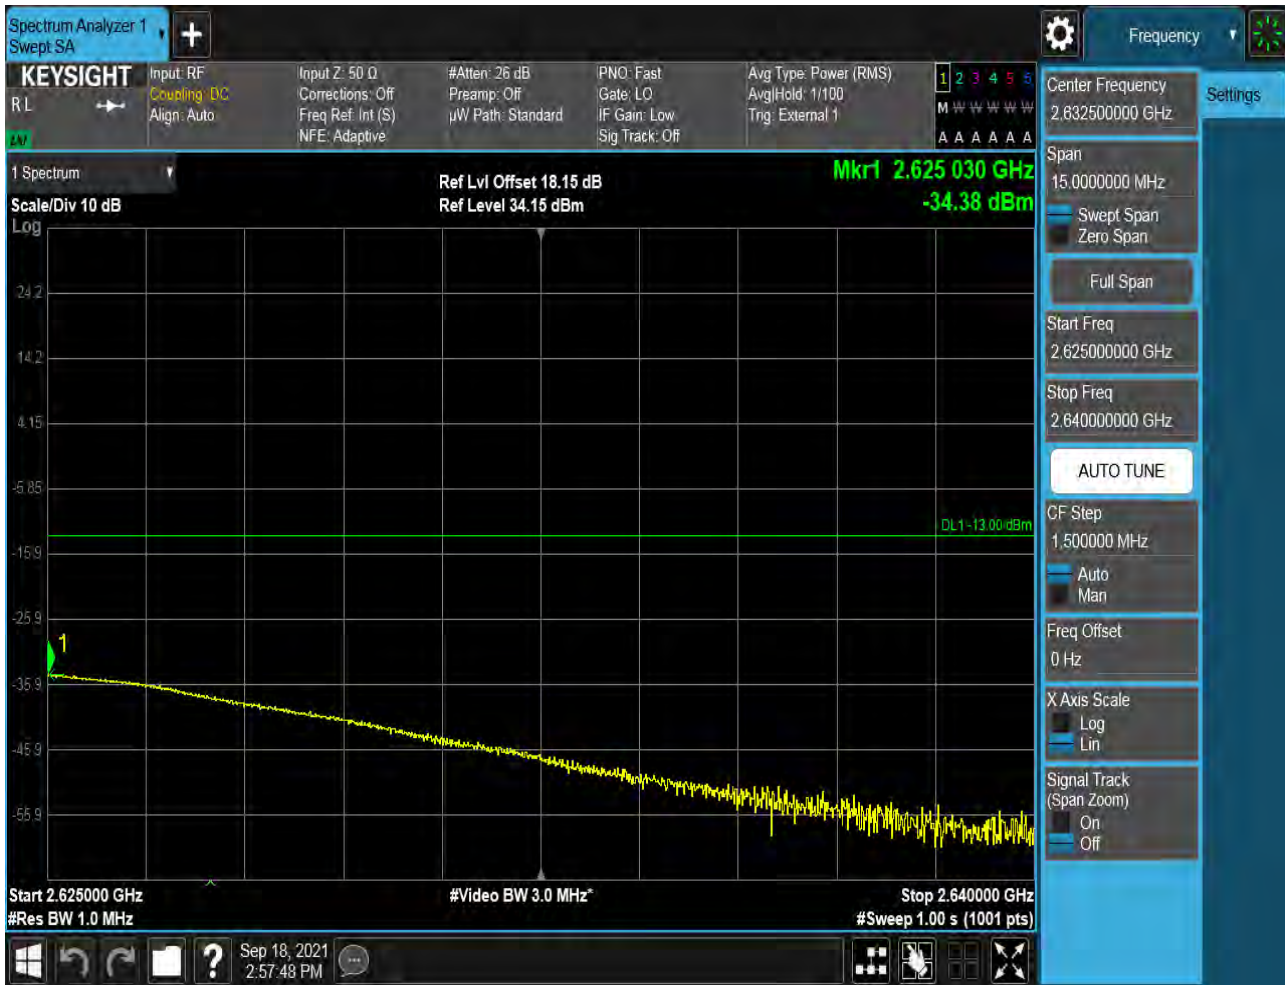 Spectrum Analyzer 1
Swept SA
Frequency
KEYSIGHT
R L
LNI
Input: RF
Coupling: DC
Align: Auto
Input Z: 50 Ω
Corrections: Off
Freq Ref: Int (S)
NFE: Adaptive
#Atten: 26 dB
Preamp: Off
µW Path: Standard
PNO: Fast
Gate: LO
IF Gain: Low
Sig Track: Off
Avg Type: Power (RMS)
Avg|Hold: 1/100
Trig: External 1
1 2 3 4 5 6
M W W W W W
A A A A A A
1 Spectrum
Scale/Div 10 dB
Log
Ref Lvl Offset 18.15 dB
Ref Level 34.15 dBm
Mkr1 2.625 030 GHz
-34.38 dBm
24.2
14.2
4.15
-5.85
-15.9
-25.9
-35.9
-45.9
-55.9
DL1 -13.00 dBm
1
Start 2.625000 GHz
#Res BW 1.0 MHz
#Video BW 3.0 MHz*
Stop 2.640000 GHz
#Sweep 1.00 s (1001 pts)
Center Frequency
2.632500000 GHz
Settings
Span
15.0000000 MHz
Swept Span
Zero Span
Full Span
Start Freq
2.625000000 GHz
Stop Freq
2.640000000 GHz
AUTO TUNE
CF Step
1.500000 MHz
Auto
Man
Freq Offset
0 Hz
X Axis Scale
Log
Lin
Signal Track
(Span Zoom)
On
Off
?
Sep 18, 2021
2:57:48 PM